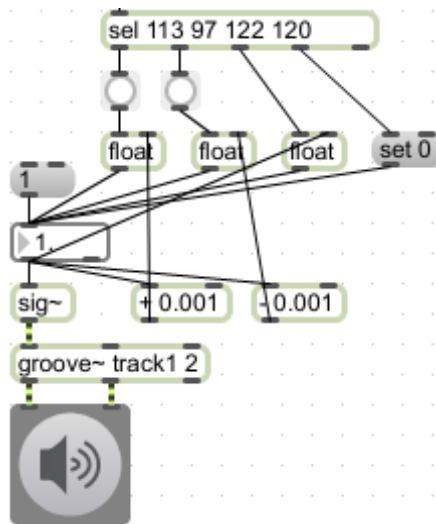 sel 113 97 122 120
float float float set 0
1
1.
sig~ + 0.001 - 0.001
groove~ track1 2